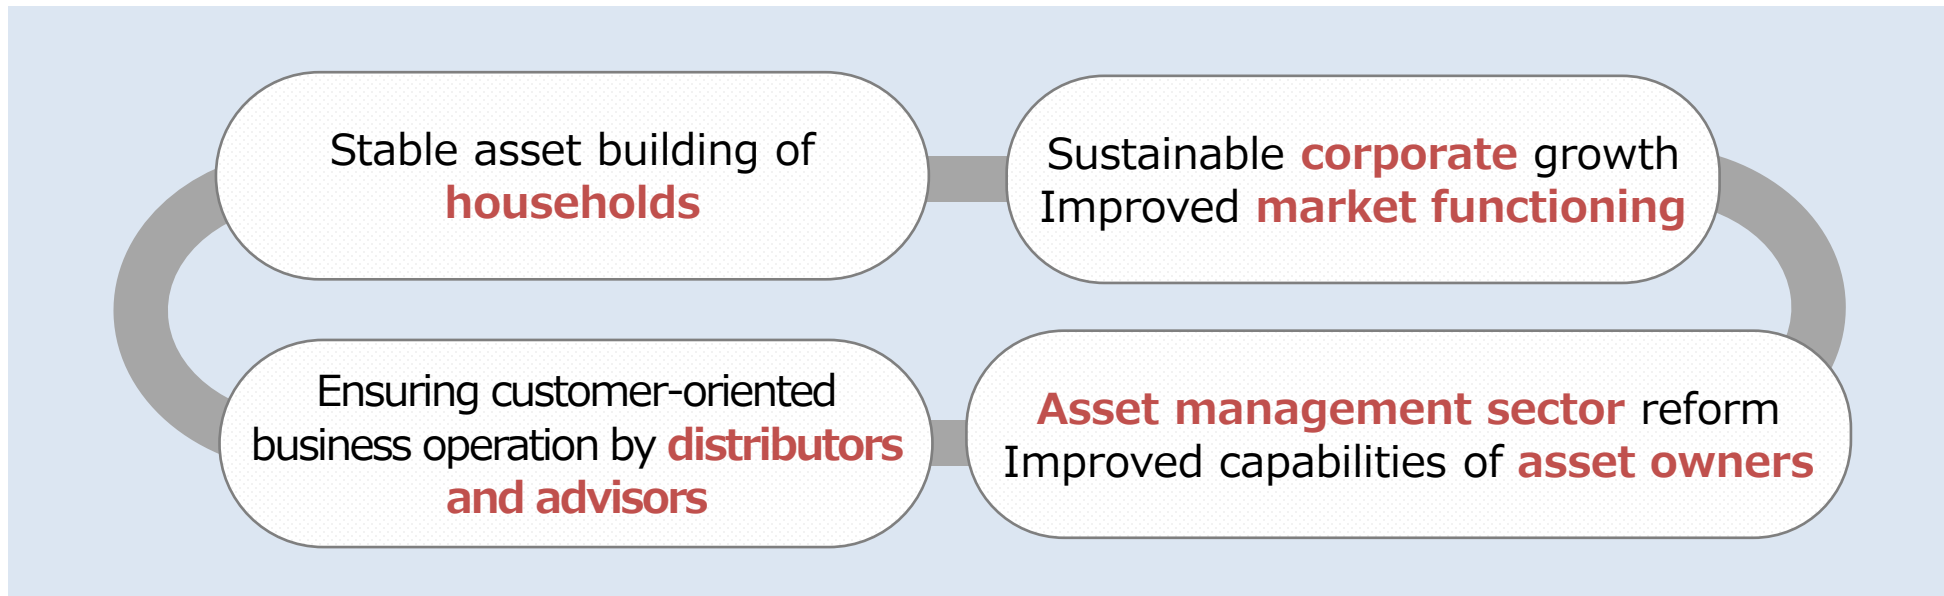 Stable asset building of
households
Sustainable corporate growth
Improved market functioning
Ensuring customer-oriented
business operation by distributors
and advisors
Asset management sector reform
Improved capabilities of asset owners